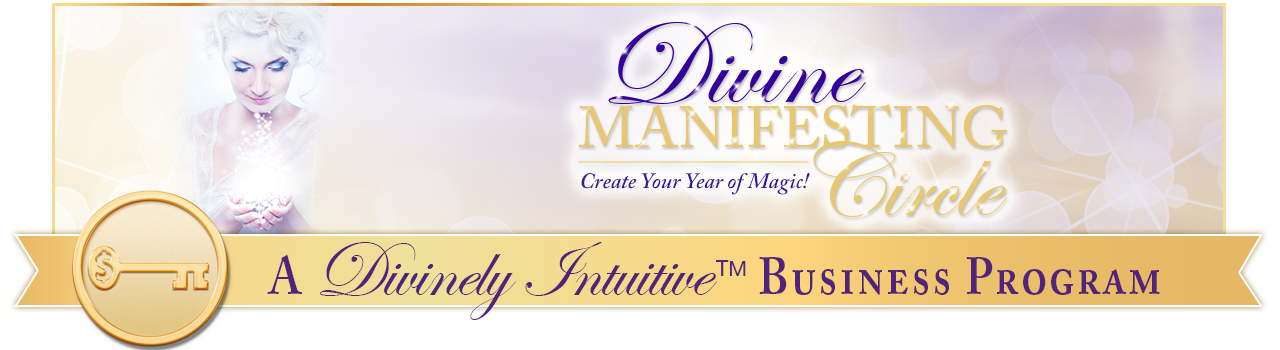 Divine
MANIFESTING
Circle
Create Your Year of Magic!
$
A Divinely Intuitive™ BUSINESS PROGRAM